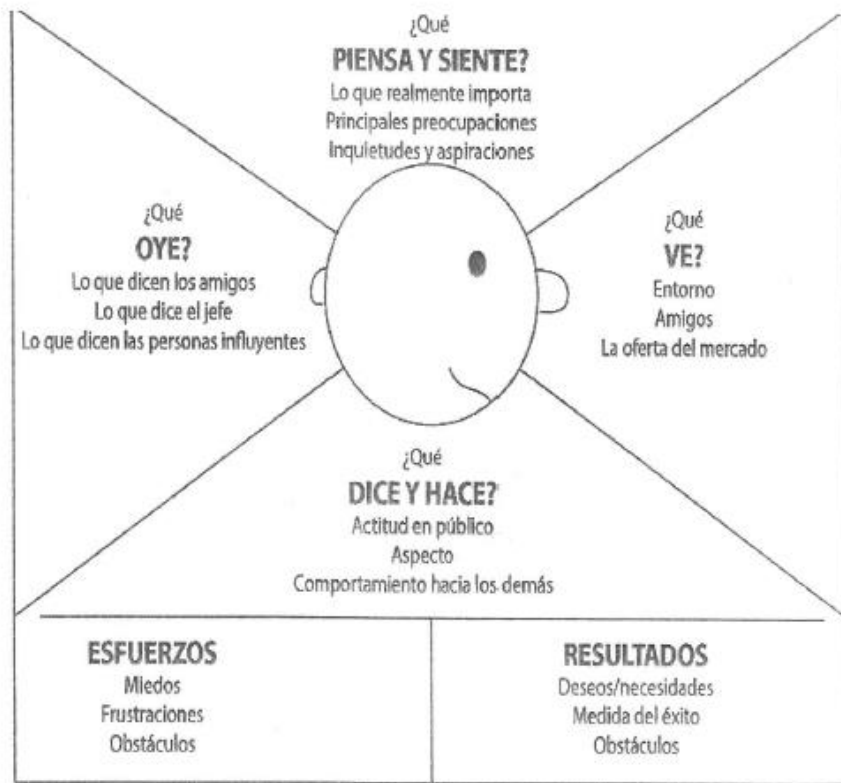 ¿Qué
PIENSA Y SIENTE?
Lo que realmente importa
Principales preocupaciones
Inquietudes y aspiraciones
¿Qué
OYE?
Lo que dicen los amigos
Lo que dice el jefe
Lo que dicen las personas influyentes
¿Qué
VE?
Entorno
Amigos
La oferta del mercado
¿Qué
DICE Y HACE?
Actitud en público
Aspecto
Comportamiento hacia los demás
ESFUERZOS
Miedos
Frustraciones
Obstáculos
RESULTADOS
Deseos/necesidades
Medida del éxito
Obstáculos